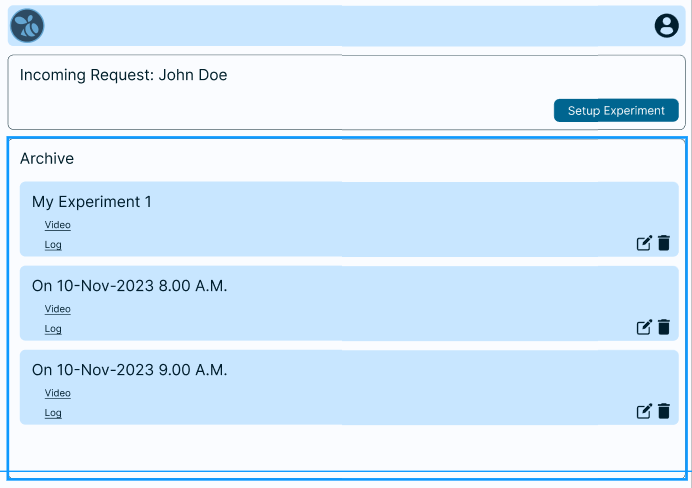 Incoming Request: John Doe
Setup Experiment
Archive
My Experiment 1
Video
Log
On 10-Nov-2023 8.00 A.M.
Video
Log
On 10-Nov-2023 9.00 A.M.
Video
Log